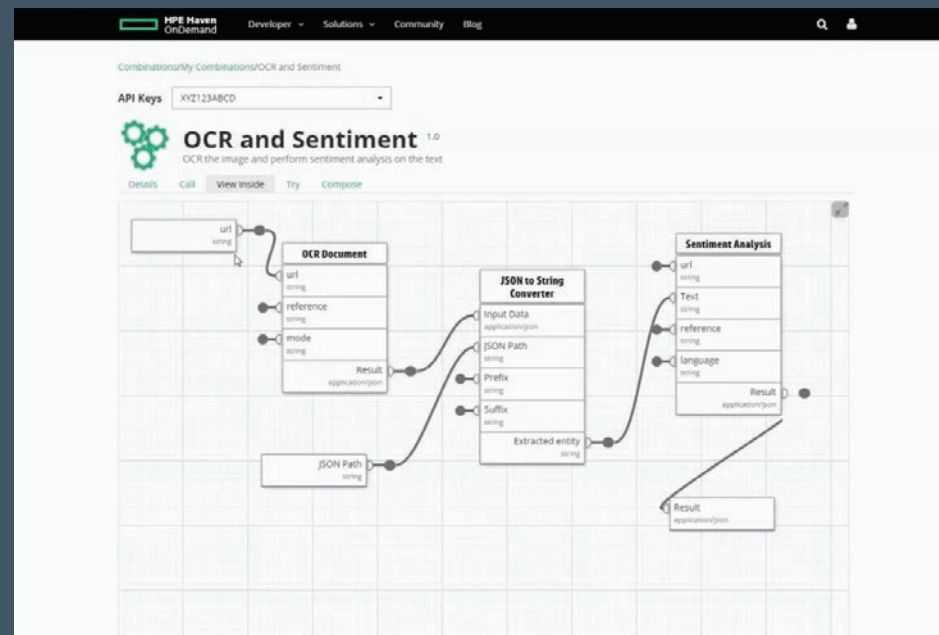 HPE Haven
OnDemand
Developer
Solutions
Community
Blog
Combinations/My Combinations/OCR and Sentiment
API Keys
XYZ123ABCD
OCR and Sentiment 1.0
OCR the image and perform sentiment analysis on the text
Details
Call
View Inside
Try
Compose
url
string
OCR Document
url
string
reference
string
mode
string
Result
application/json
JSON Path
string
JSON to String
Converter
Input Data
application/json
JSON Path
string
Prefix
string
Suffix
string
Extracted entity
string
Sentiment Analysis
url
string
Text
string
reference
string
language
string
Result
application/json
Result
application/json